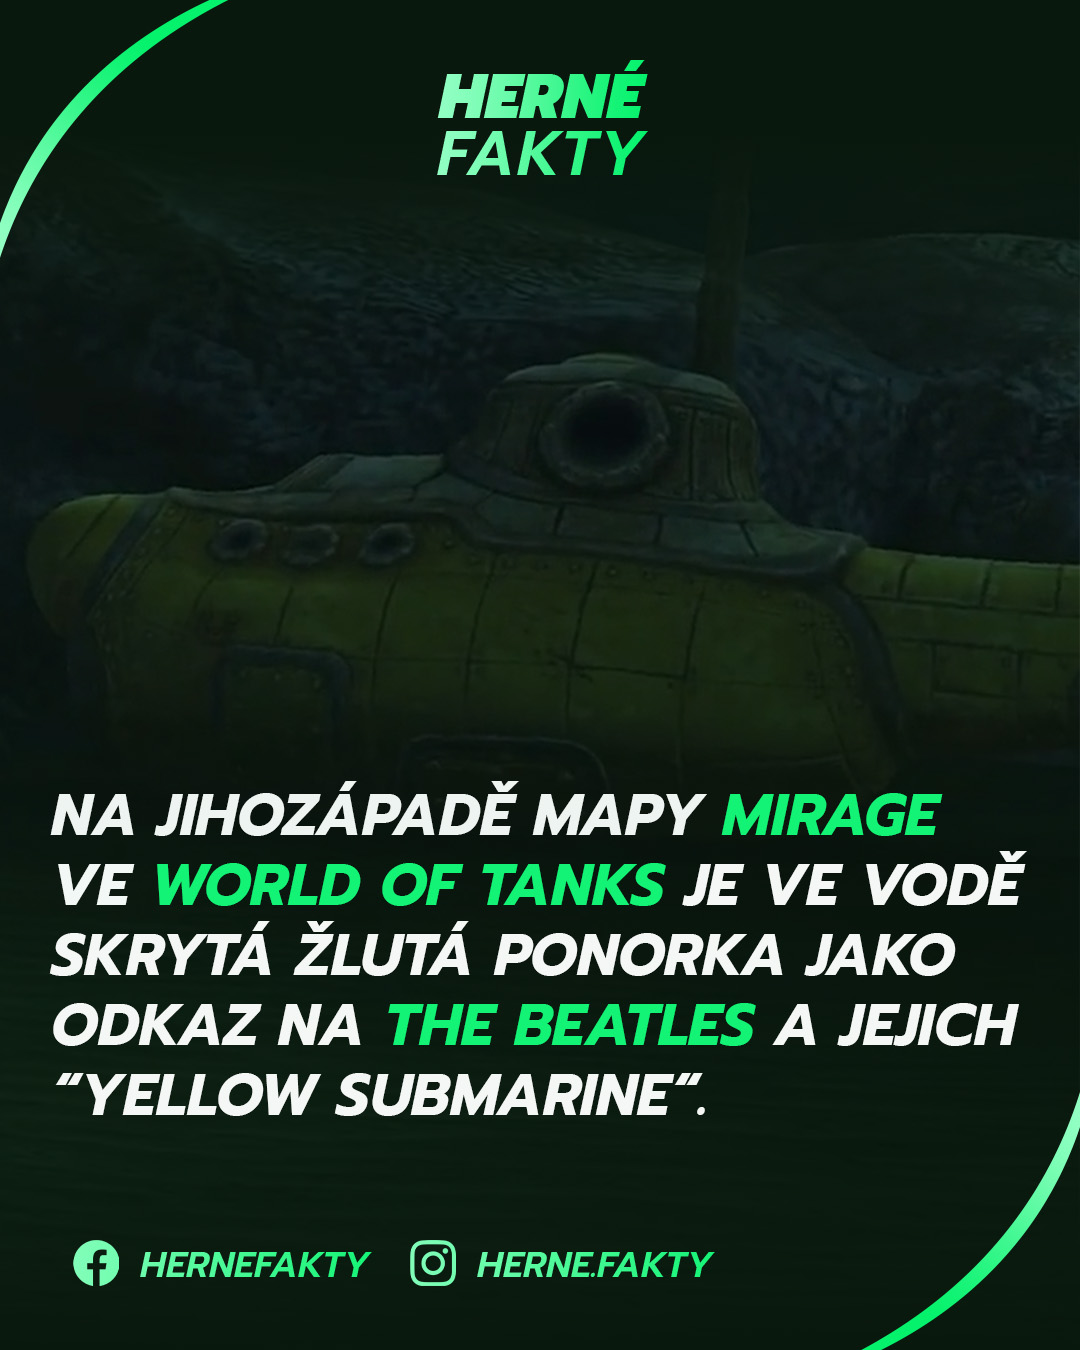 HERNÉ
FAKTY
NA JIHOZÁPADĚ MAPY MIRAGE
VE WORLD OF TANKS JE VE VODĚ
SKRYTÁ ŽLUTÁ PONORKA JAKO
ODKAZ NA THE BEATLES A JEJICH
"YELLOW SUBMARINE".
HERNEFAKTY HERNE.FAKTY